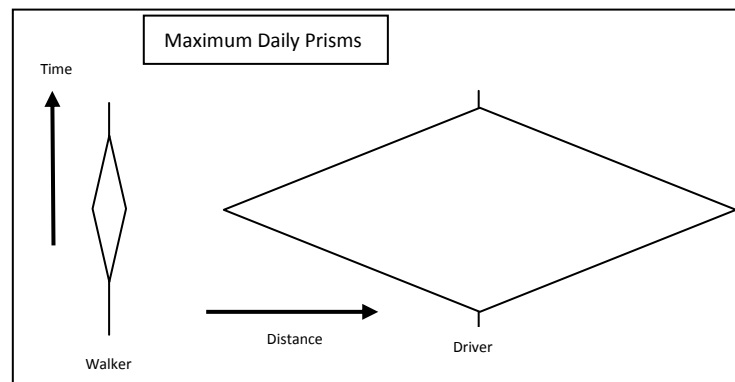 Maximum Daily Prisms
Time
Distance
Walker
Driver